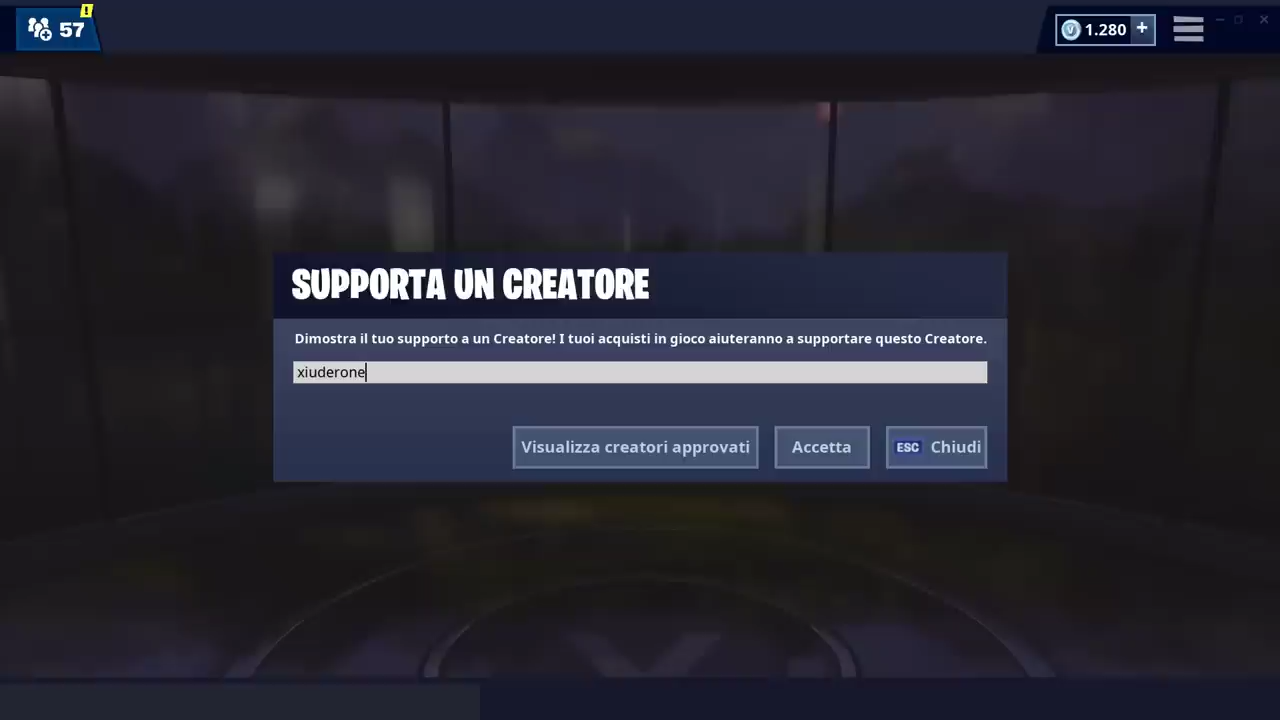 57
!
1.280 +
SUPPORTA UN CREATORE
Dimostra il tuo supporto a un Creatore! I tuoi acquisti in gioco aiuteranno a supportare questo Creatore.
xiuderone
Visualizza creatori approvati
Accetta
ESC Chiudi